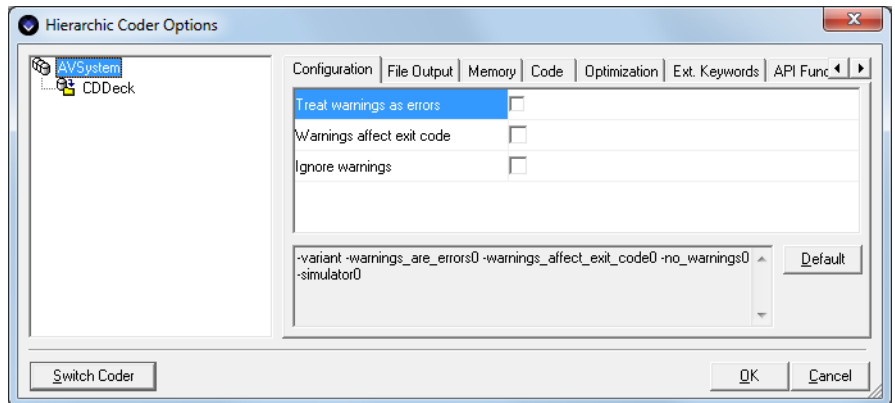 Hierarchic Coder Options
AVSystem
CDDeck
Configuration File Output Memory Code Optimization Ext. Keywords API Func
Treat warnings as errors
Warnings affect exit code
Ignore warnings
-variant -warnings_are_errors0 -warnings_affect_exit_code0 -no_warnings0
-simulator0
Default
Switch Coder OK Cancel